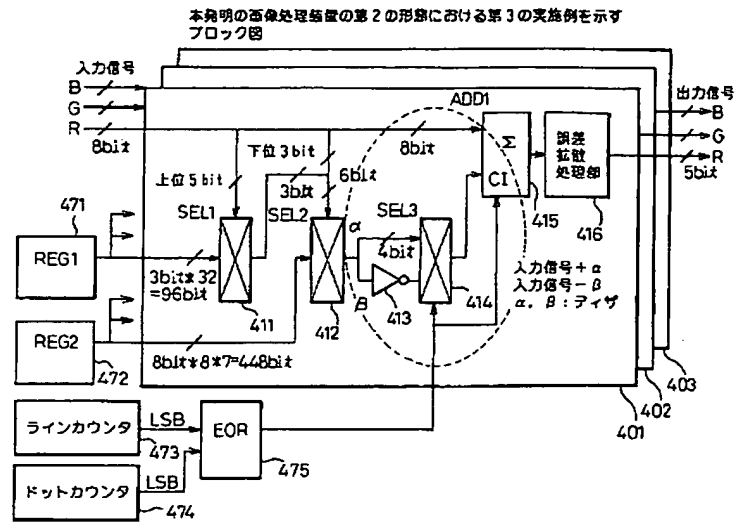 本発明の画像処理装置の第2の形態における第3の実施例を示す
ブロック図
入力信号
B
G
R
8bit
ADD1
出力信号
B
G
R
5bit
上位5bit
下位3bit
3bit
6bit
8bit
Σ
CI
415
誤差
拡散
処理部
416
471
REG1
SEL1
SEL2
SEL3
α
4bit
β
413
414
3bit*32
=96bit
411
412
入力信号+α
入力信号-β
α,β:ディザ
REG2
472
8bit*8*7=448bit
403
402
401
ラインカウンタ
LSB
473
EOR
475
ドットカウンタ
LSB
474